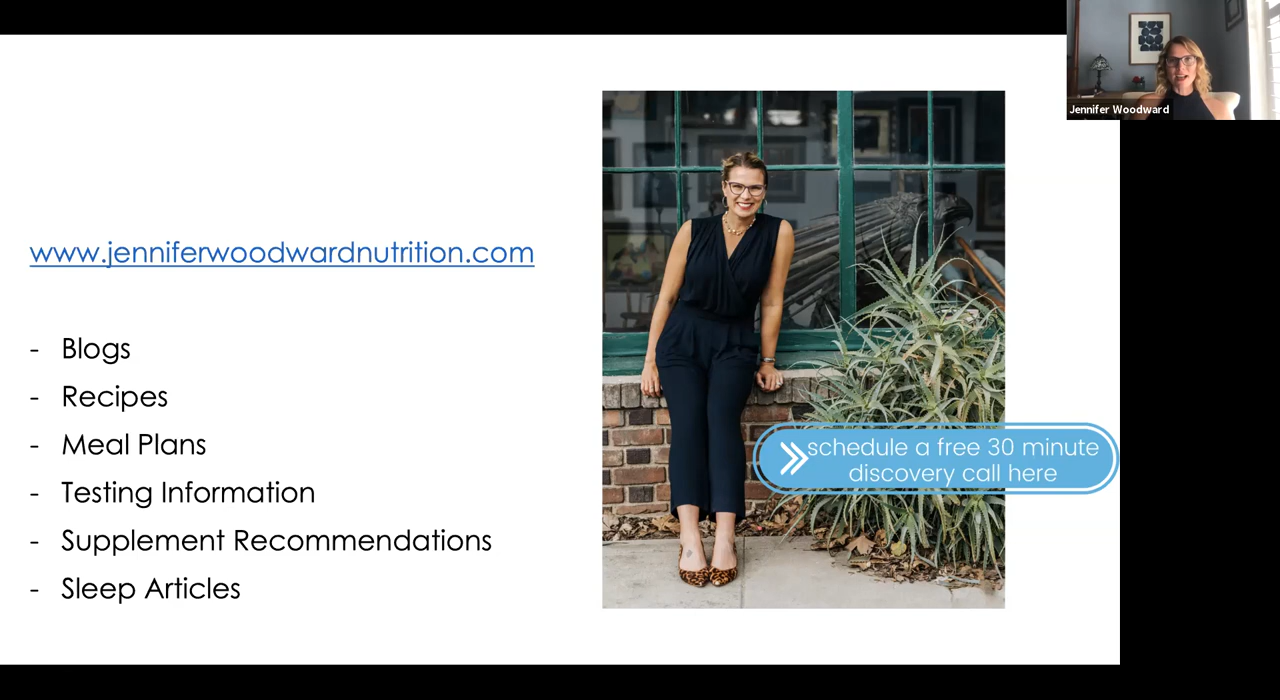 Jennifer Woodward
www.jenniferwoodwardnutrition.com
- Blogs
- Recipes
- Meal Plans
- Testing Information
- Supplement Recommendations
- Sleep Articles
schedule a free 30 minute
discovery call here